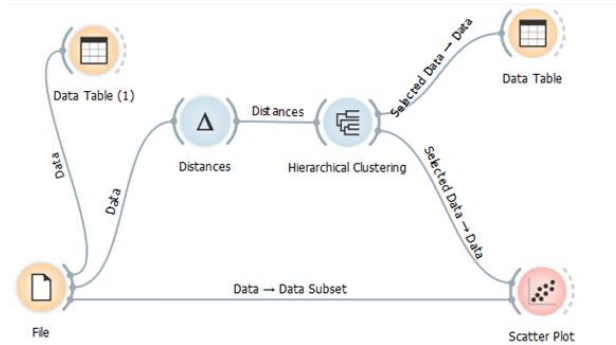 Data Table (1)
Data
Data
Distances
Distances
Hierarchical Clustering
Selected Data → Data
Data Table
Selected Data → Data
File
Data → Data Subset
Scatter Plot
Δ